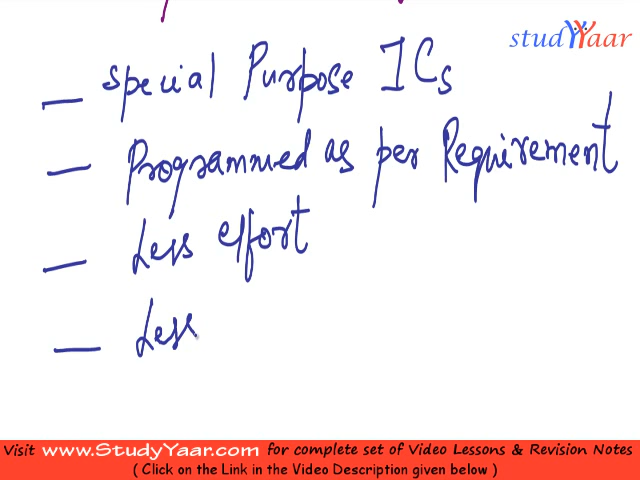 studYYaar
— Special Purpose ICs
— Programmed as per Requirement
— Less effort
— Less
Visit www.StudyYaar.com for complete set of Video Lessons & Revision Notes
( Click on the Link in the Video Description given below )